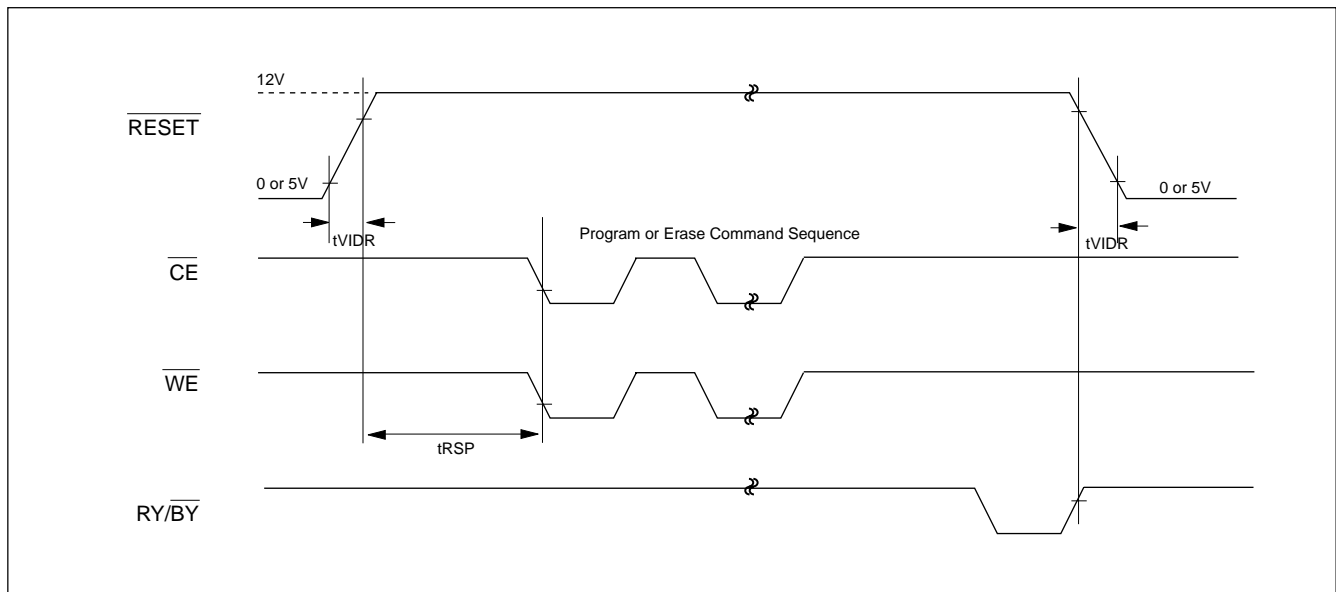 12V
RESET
0 or 5V
0 or 5V
tVIDR
Program or Erase Command Sequence
tVIDR
CE
WE
tRSP
RY/BY